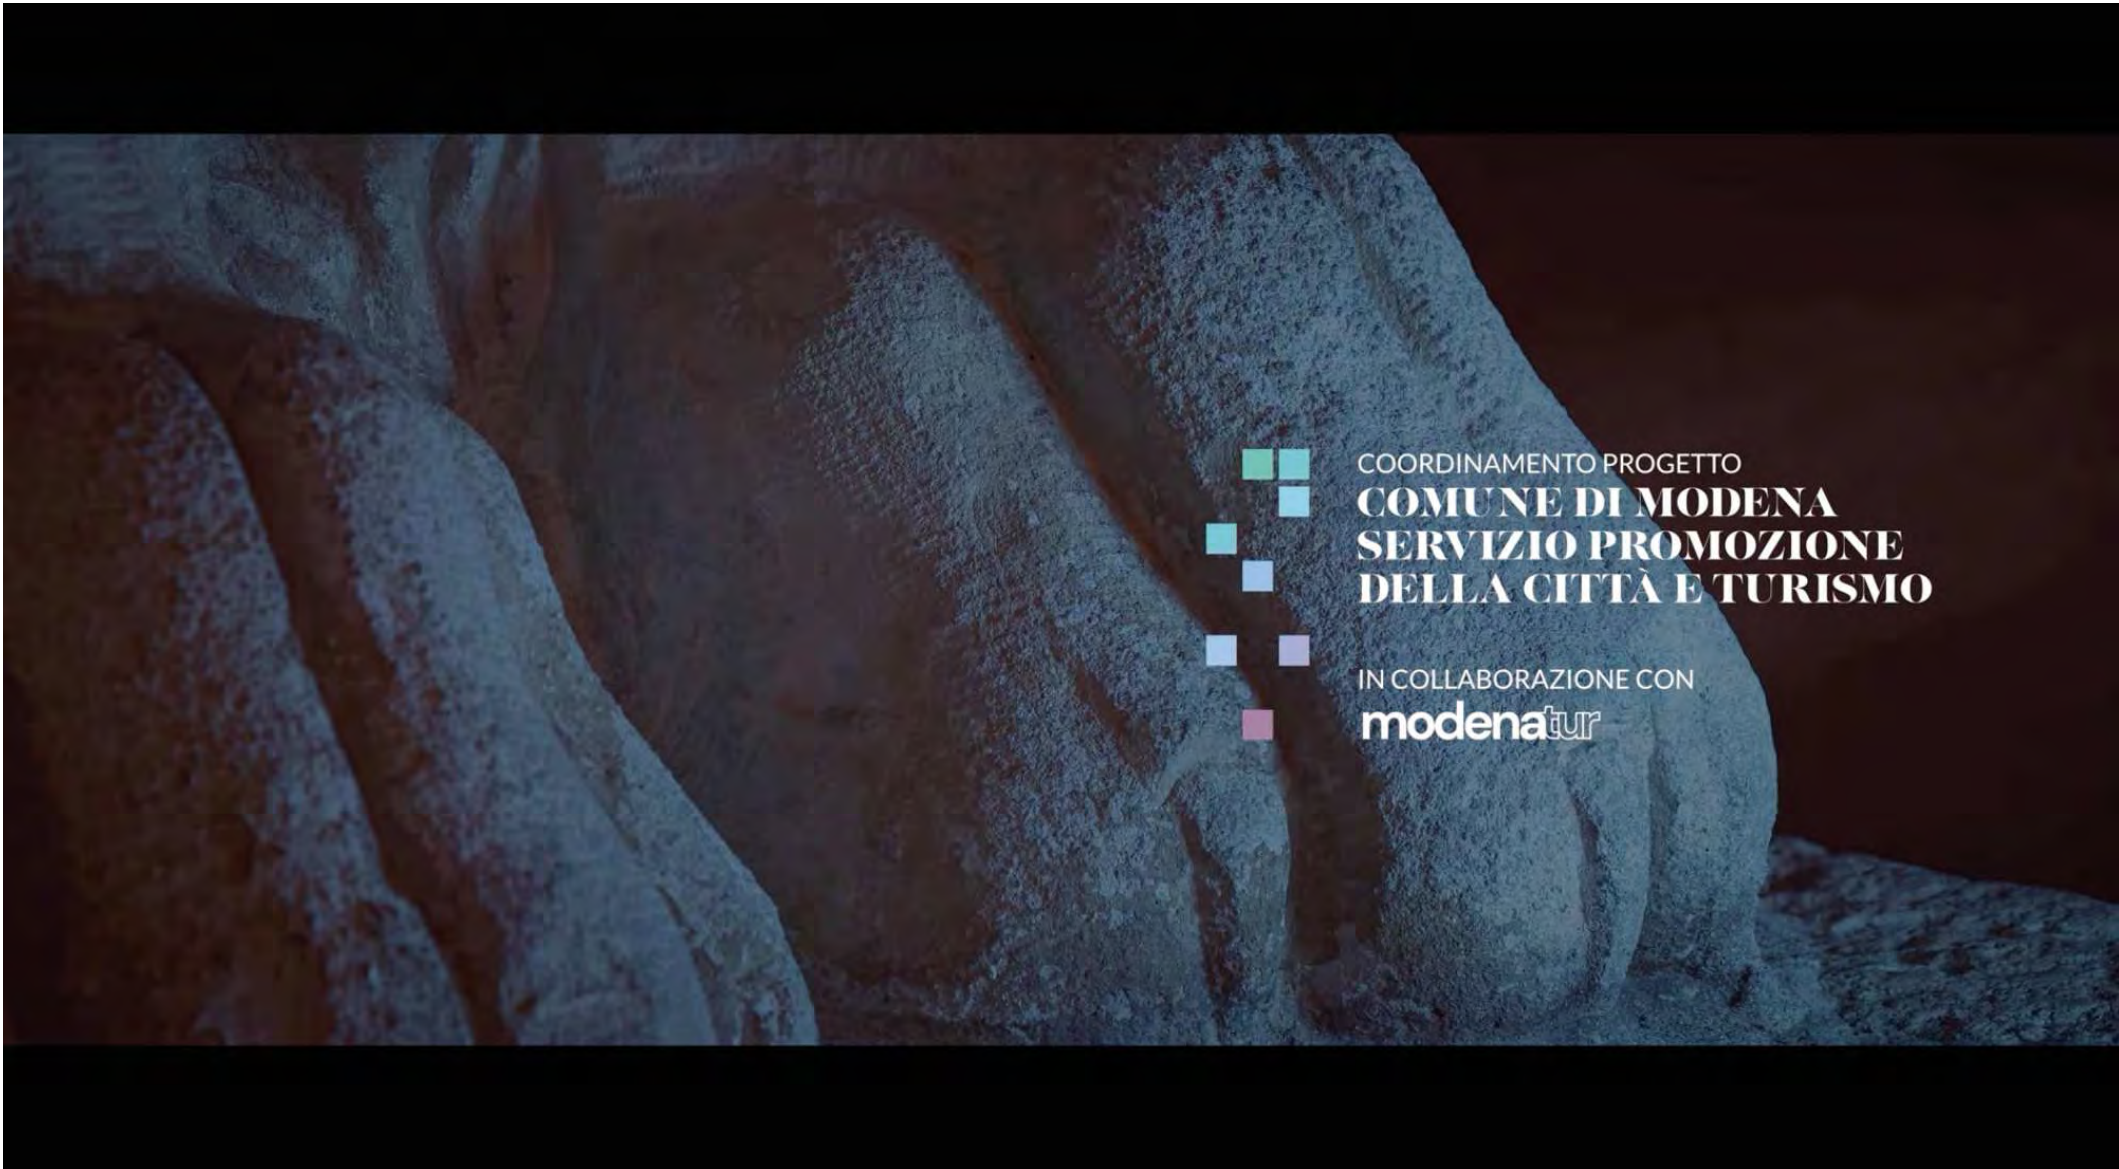 COORDINAMENTO PROGETTO
COMUNE DI MODENA
SERVIZIO PROMOZIONE
DELLA CITTÀ E TURISMO
IN COLLABORAZIONE CON
modenatur